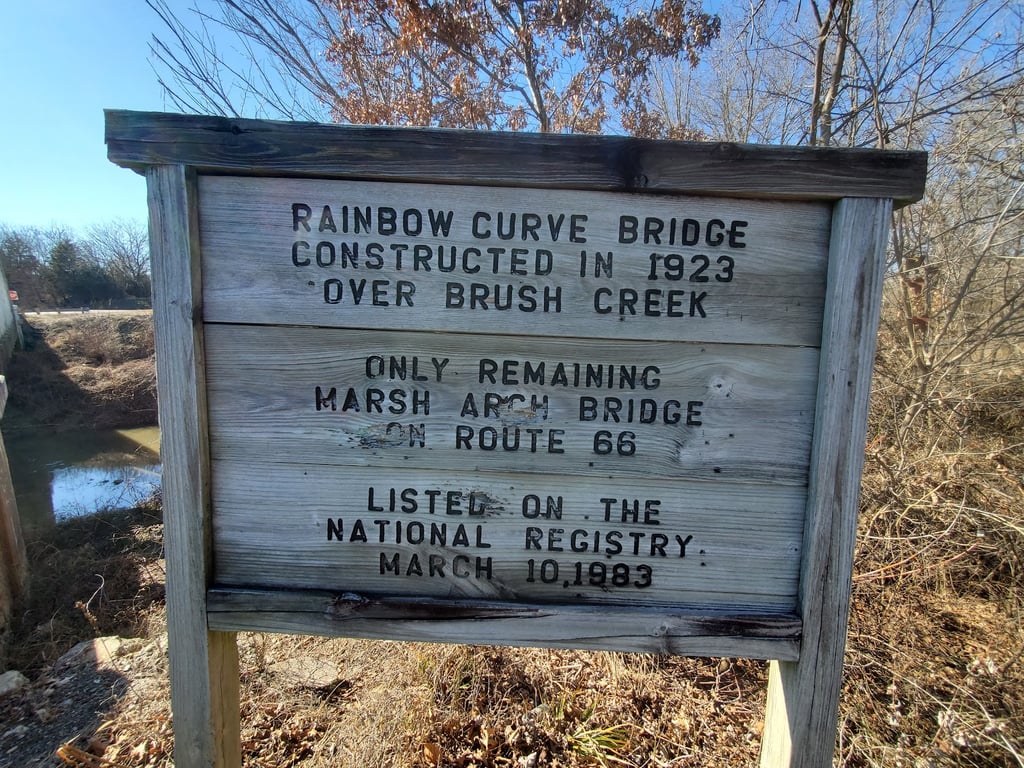 RAINBOW CURVE BRIDGE
CONSTRUCTED IN 1923
OVER BRUSH CREEK
ONLY REMAINING
MARSH ARCH BRIDGE
ON ROUTE 66
LISTED ON THE
NATIONAL REGISTRY
MARCH 10,1983